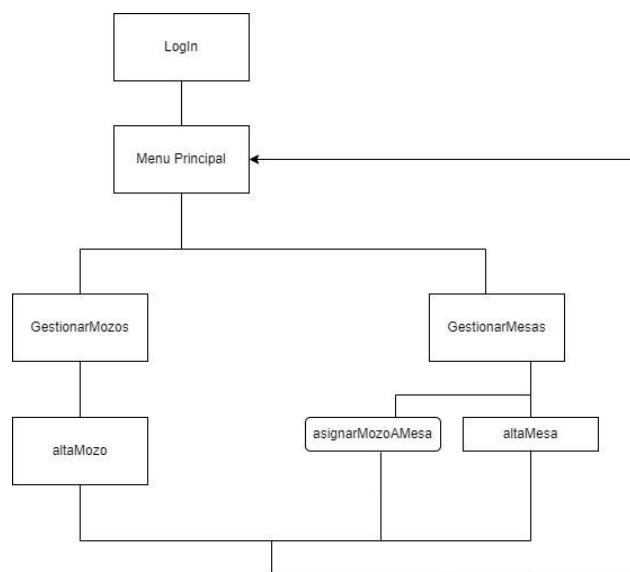 LogIn
Menu Principal
GestionarMozos
GestionarMesas
altaMozo
asignarMozoAMesa
altaMesa